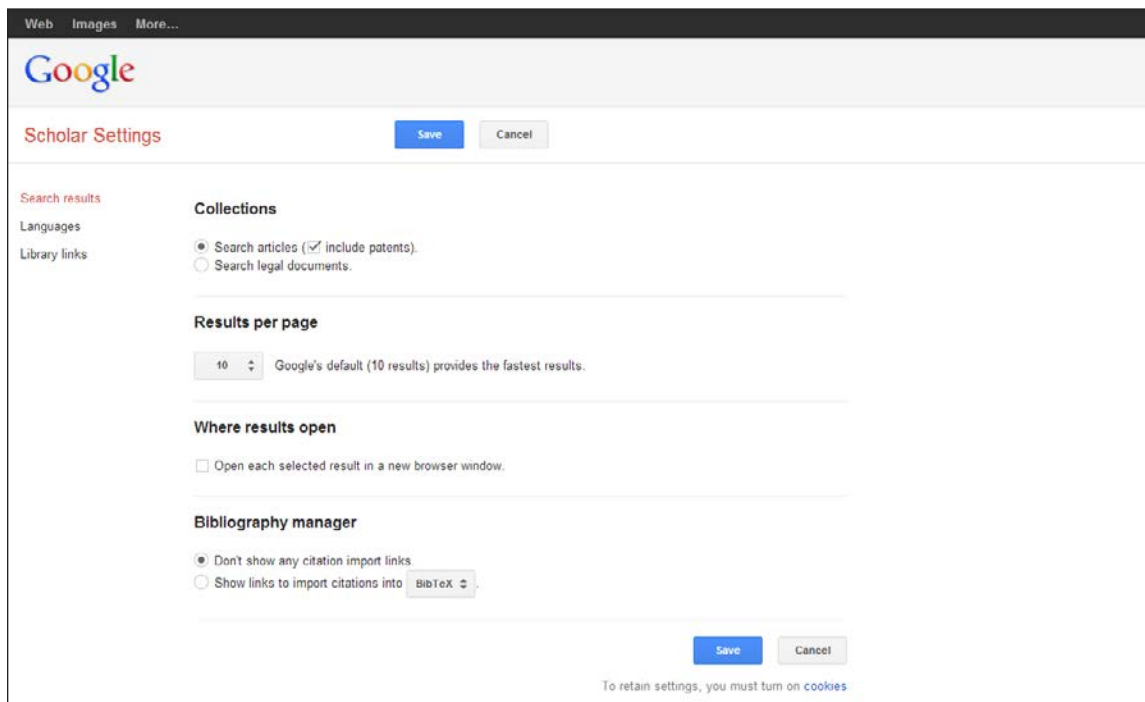 Web Images More...
Google
Scholar Settings Save Cancel
Search results
Languages
Library links
Collections
Search articles (include patents).
Search legal documents.
Results per page
10 Google's default (10 results) provides the fastest results.
Where results open
Open each selected result in a new browser window.
Bibliography manager
Don't show any citation import links.
Show links to import citations into BibTeX .
Save Cancel
To retain settings, you must turn on cookies